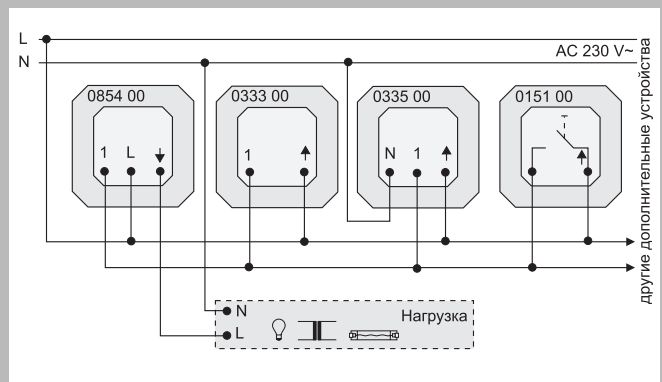 L
N
AC 230 V~
0854 00
0333 00
0335 00
0151 00
1 L
1
N 1
N
L
Нагрузка
другие дополнительные устройства